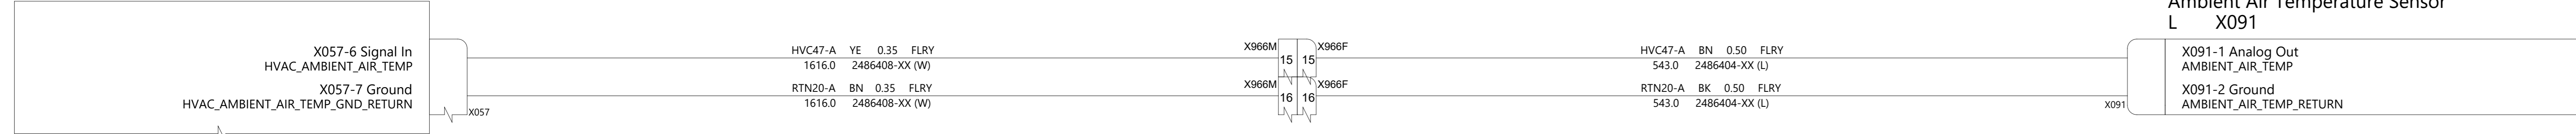 Ambient Air Temperature Sensor
L X091
X057-6 Signal In
HVAC_AMBIENT_AIR_TEMP
X057-7 Ground
HVAC_AMBIENT_AIR_TEMP_GND_RETURN
X057
HVC47-A YE 0.35 FLRY
1616.0 2486408-XX (W)
RTN20-A BN 0.35 FLRY
1616.0 2486408-XX (W)
X966M 15 15 X966F
X966M 16 16 X966F
HVC47-A BN 0.50 FLRY
543.0 2486404-XX (L)
RTN20-A BK 0.50 FLRY
543.0 2486404-XX (L)
X091
X091-1 Analog Out
AMBIENT_AIR_TEMP
X091-2 Ground
AMBIENT_AIR_TEMP_RETURN